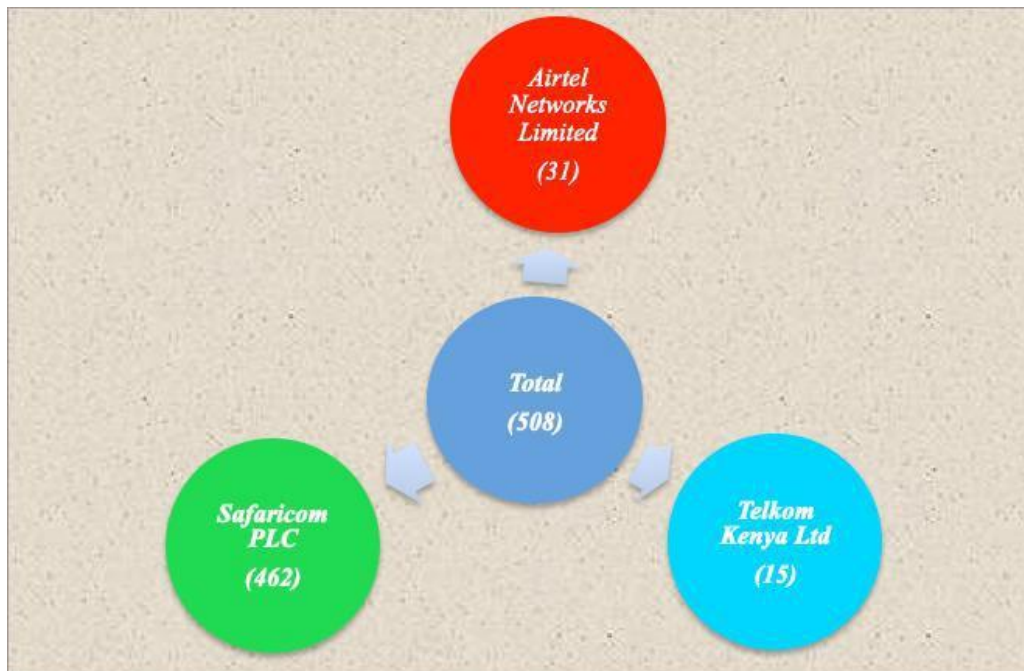 Airtel
Networks
Limited
(31)
Total
(508)
Safaricom
PLC
(462)
Telkom
Kenya Ltd
(15)